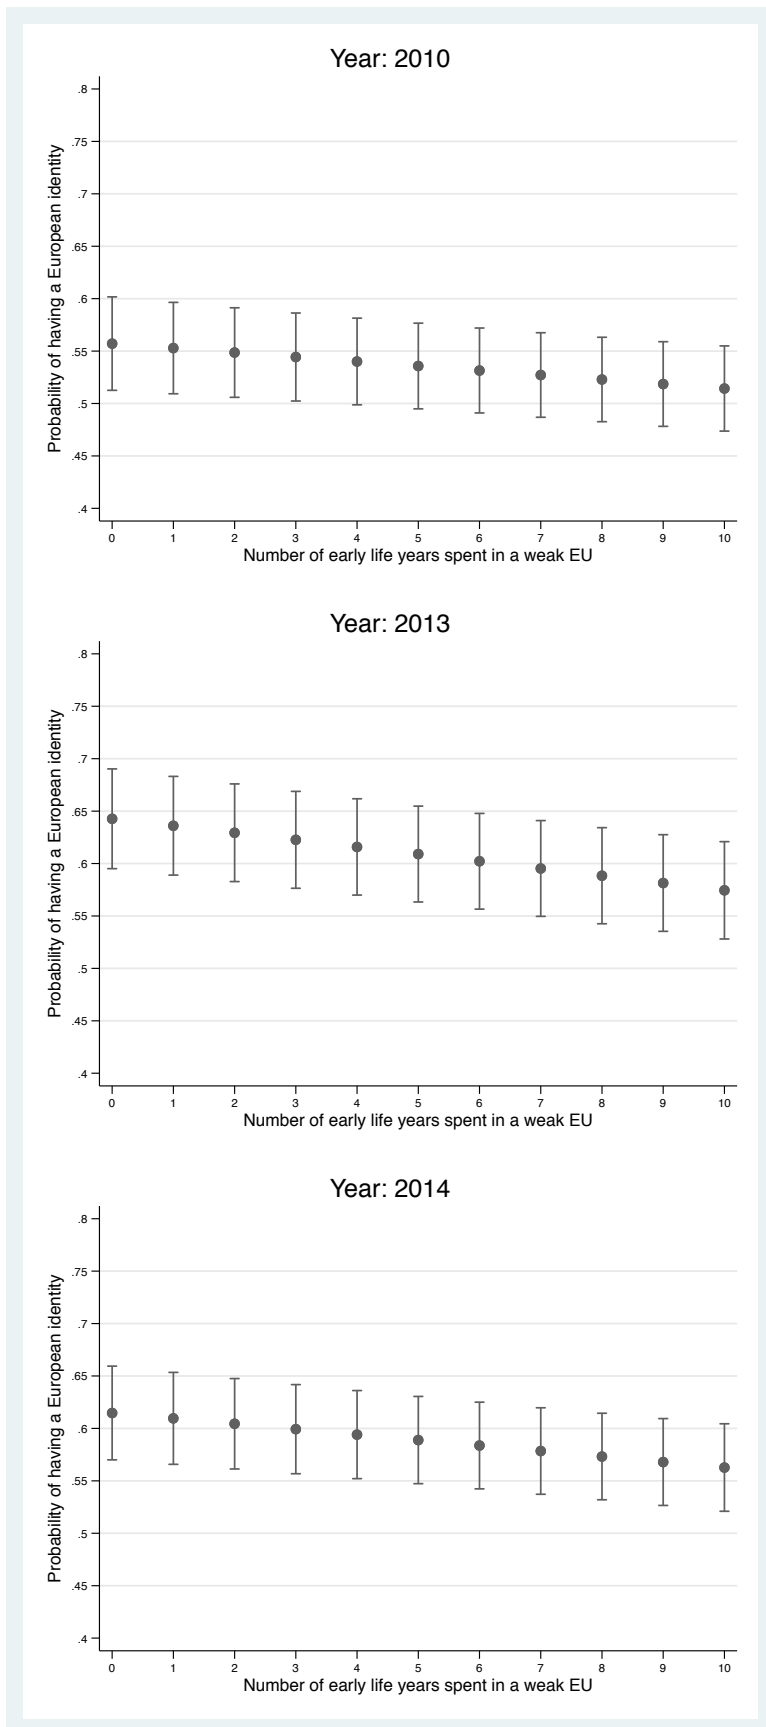 Year: 2010
Probability of having a European identity
.8
.75
.7
.65
.6
.55
.5
.45
.4
0 1 2 3 4 5 6 7 8 9 10
Number of early life years spent in a weak EU
Year: 2013
Probability of having a European identity
.8
.75
.7
.65
.6
.55
.5
.45
.4
0 1 2 3 4 5 6 7 8 9 10
Number of early life years spent in a weak EU
Year: 2014
Probability of having a European identity
.8
.75
.7
.65
.6
.55
.5
.45
.4
0 1 2 3 4 5 6 7 8 9 10
Number of early life years spent in a weak EU